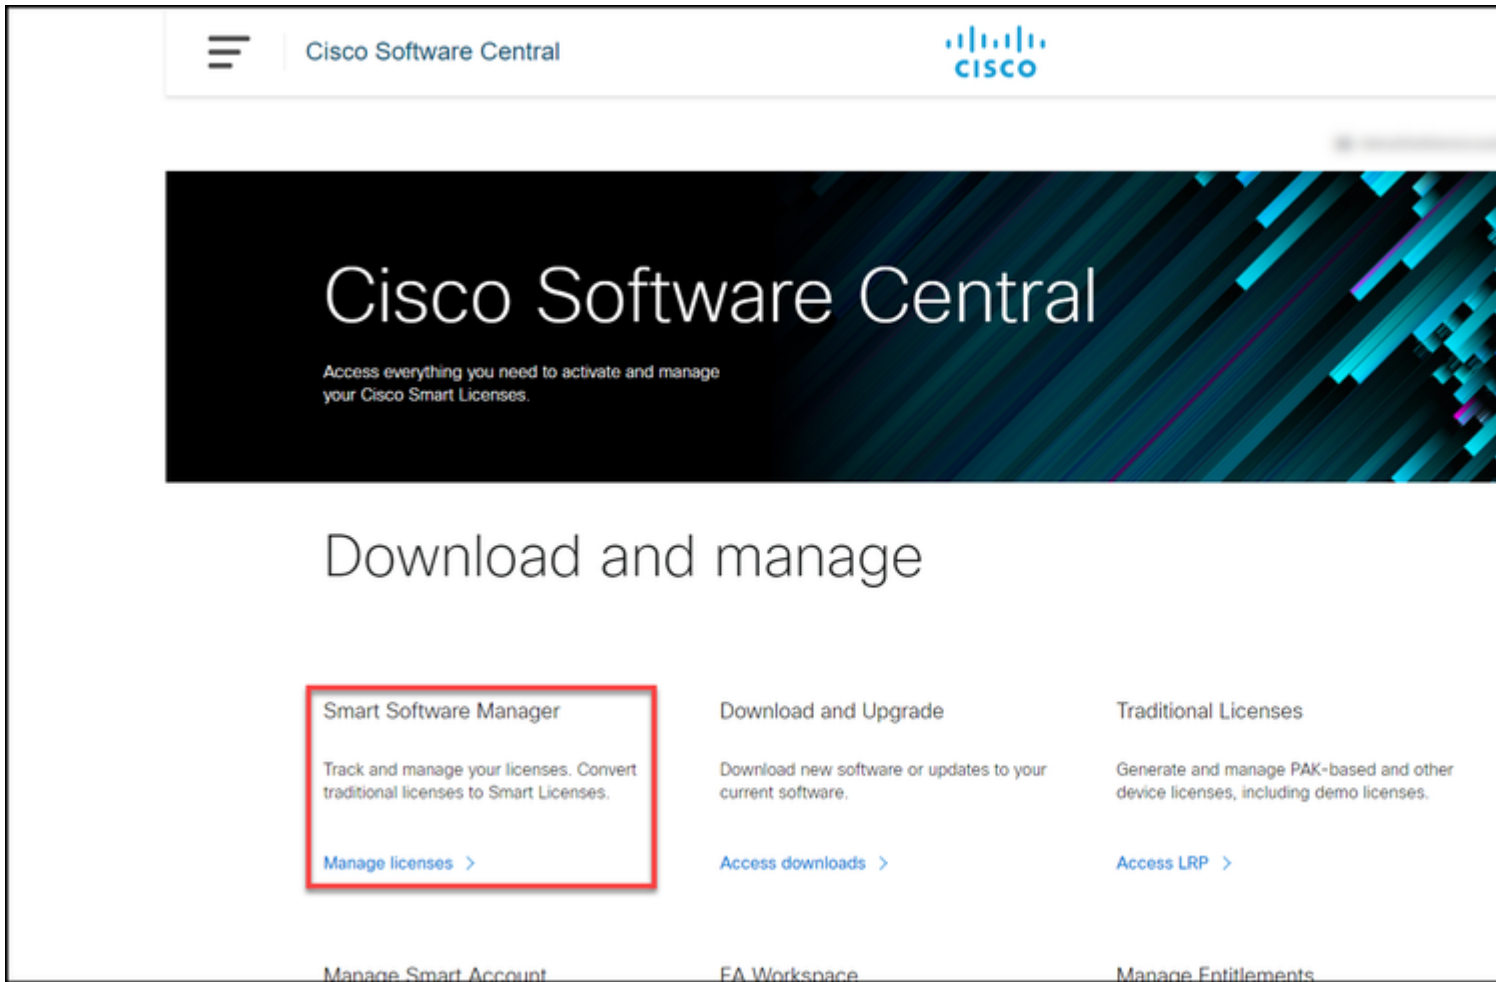 Cisco Software Central
CISCO
Cisco Software Central
Access everything you need to activate and manage
your Cisco Smart Licenses.
Download and manage
Smart Software Manager
Track and manage your licenses. Convert
traditional licenses to Smart Licenses.
Manage licenses >
Download and Upgrade
Download new software or updates to your
current software.
Access downloads >
Traditional Licenses
Generate and manage PAK-based and other
device licenses, including demo licenses.
Access LRP >
Manage Smart Account
EA Workspace
Manage Entitlements